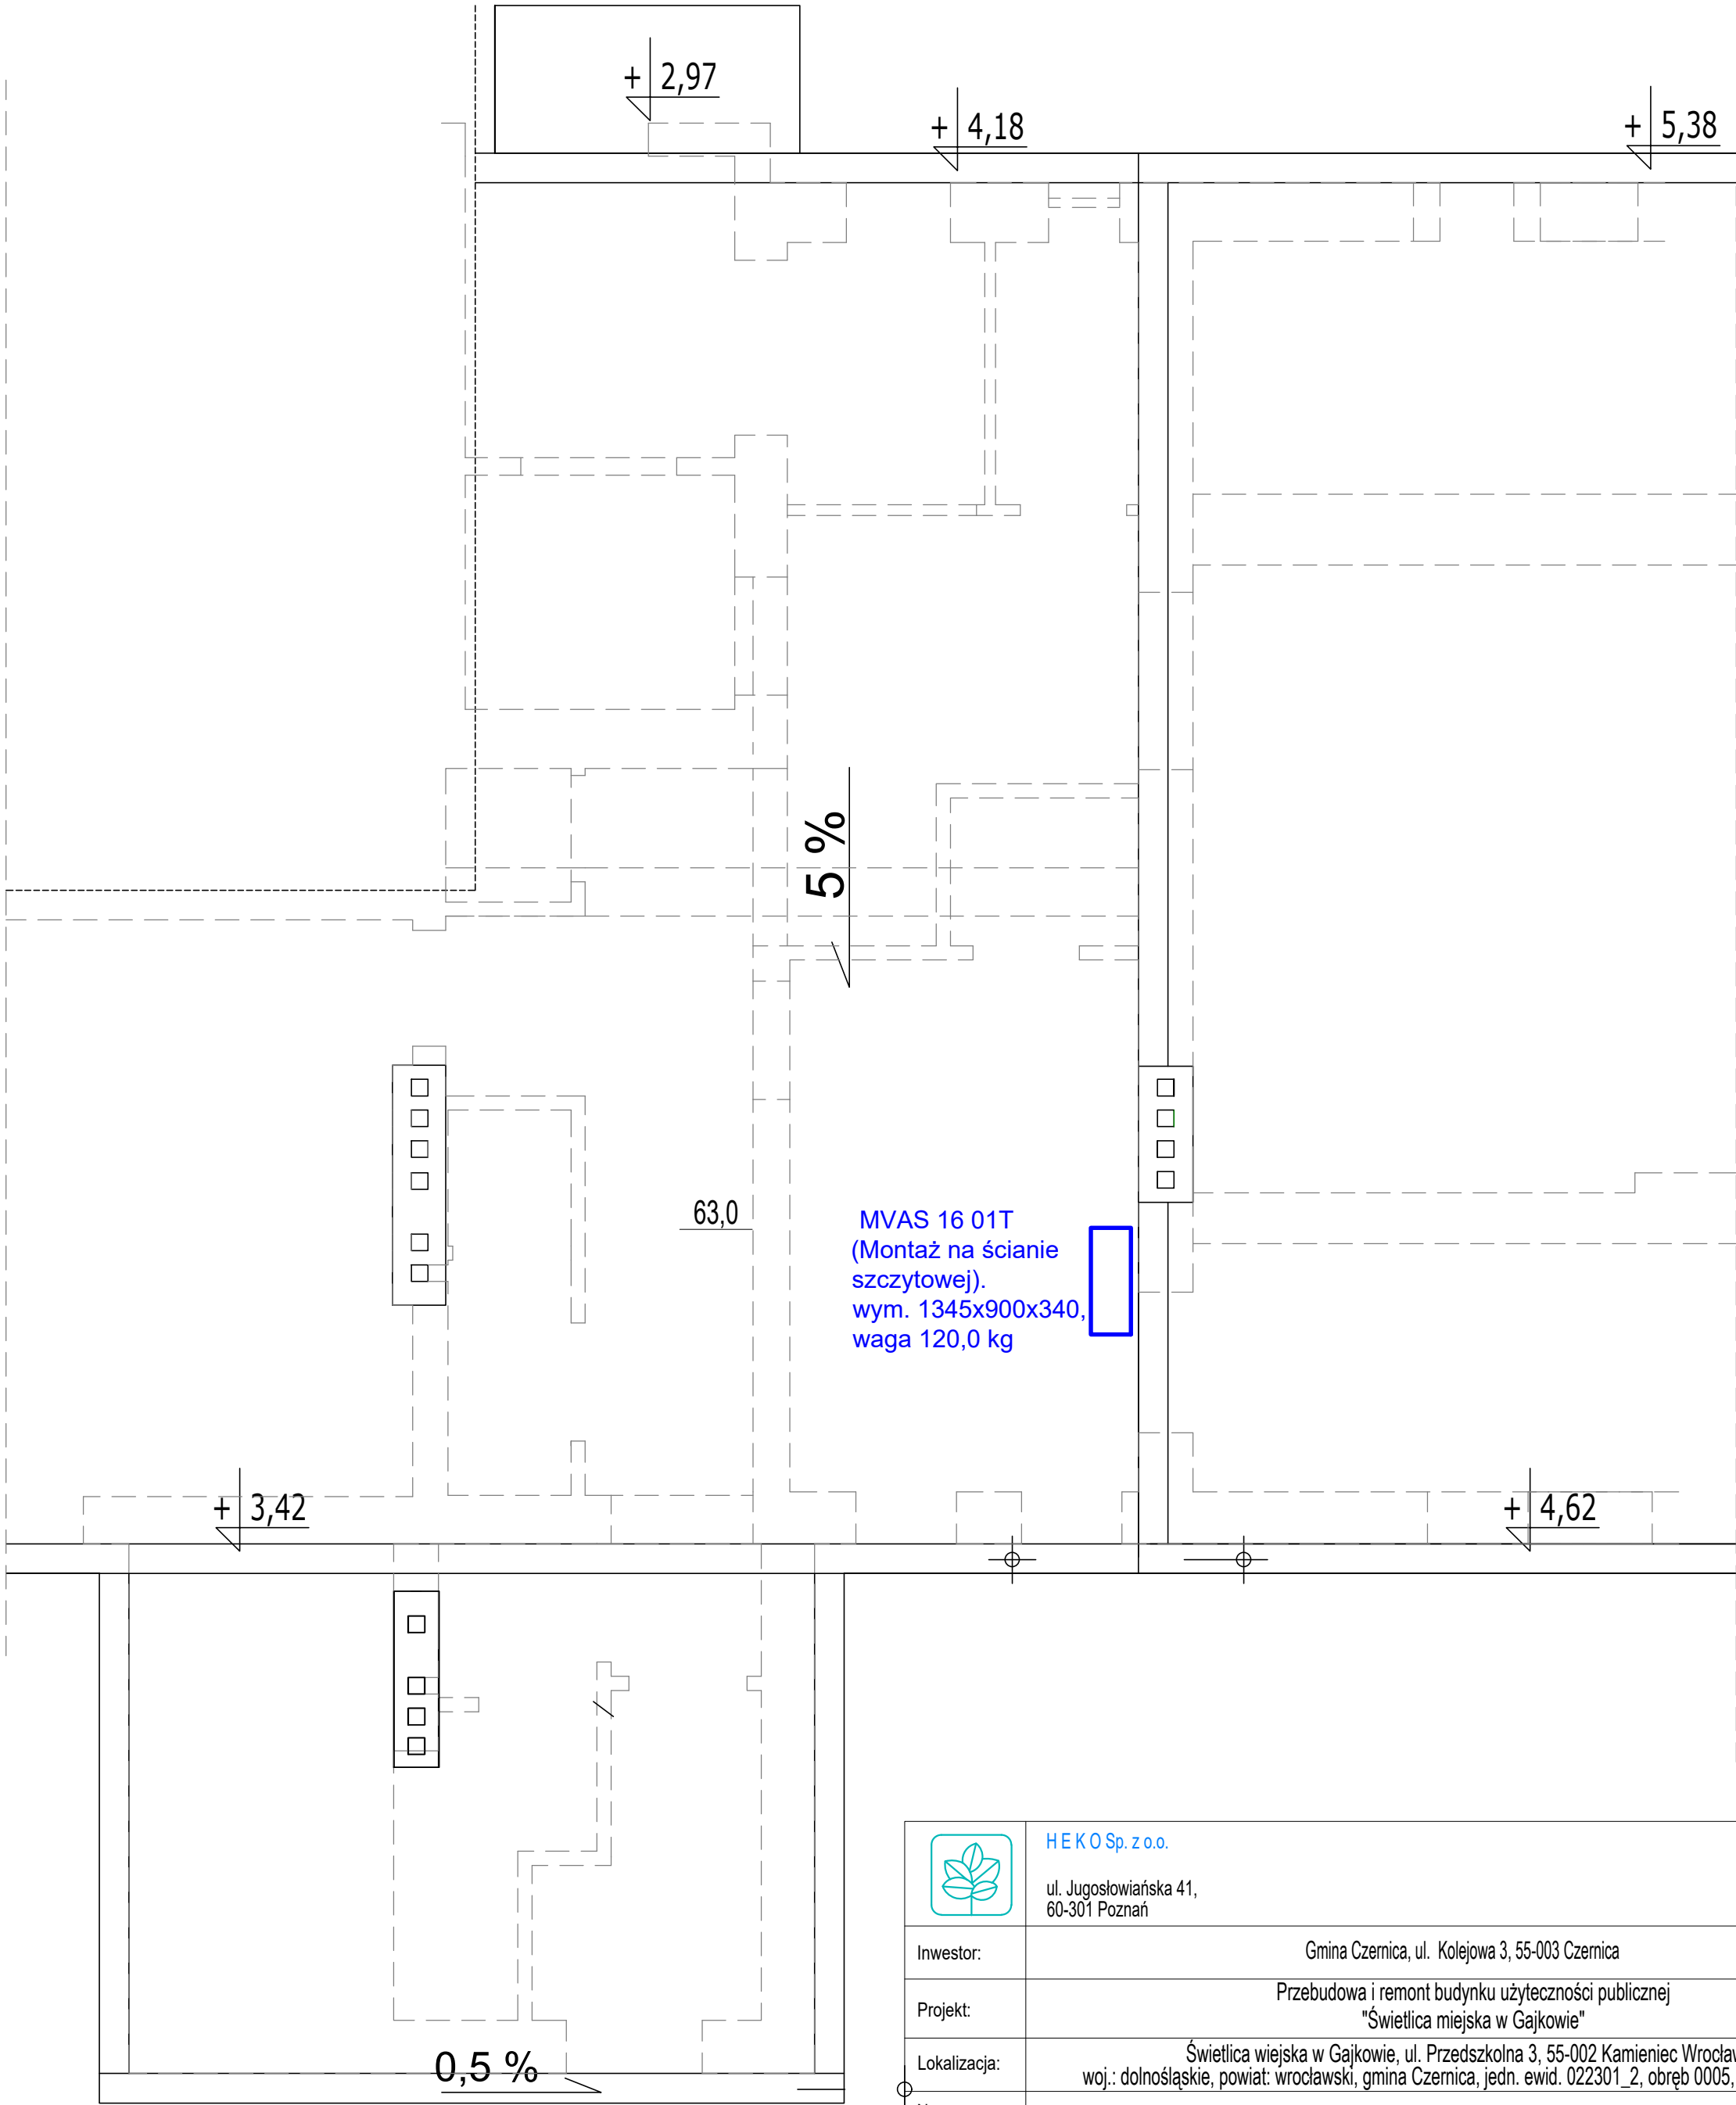 + 2,97
+ 4,18
+ 5,38
5 %
63,0
MVAS 16 01T
(Montaż na ścianie
szczytowej).
wym. 1345x900x340,
waga 120,0 kg
+ 3,42
+ 4,62
0,5 %
H E K O Sp. z o.o.
ul. Jugosłowiańska 41,
60-301 Poznań
Inwestor:
Gmina Czernica, ul. Kolejowa 3, 55-003 Czernica
Projekt:
Przebudowa i remont budynku użyteczności publicznej
"Świetlica miejska w Gajkowie"
Lokalizacja:
Świetlica wiejska w Gajkowie, ul. Przedszkolna 3, 55-002 Kamieniec
woj.: dolnośląskie, powiat: wrocławski, gmina Czernica, jedn. ewid. 022301_2, obręb 0005,